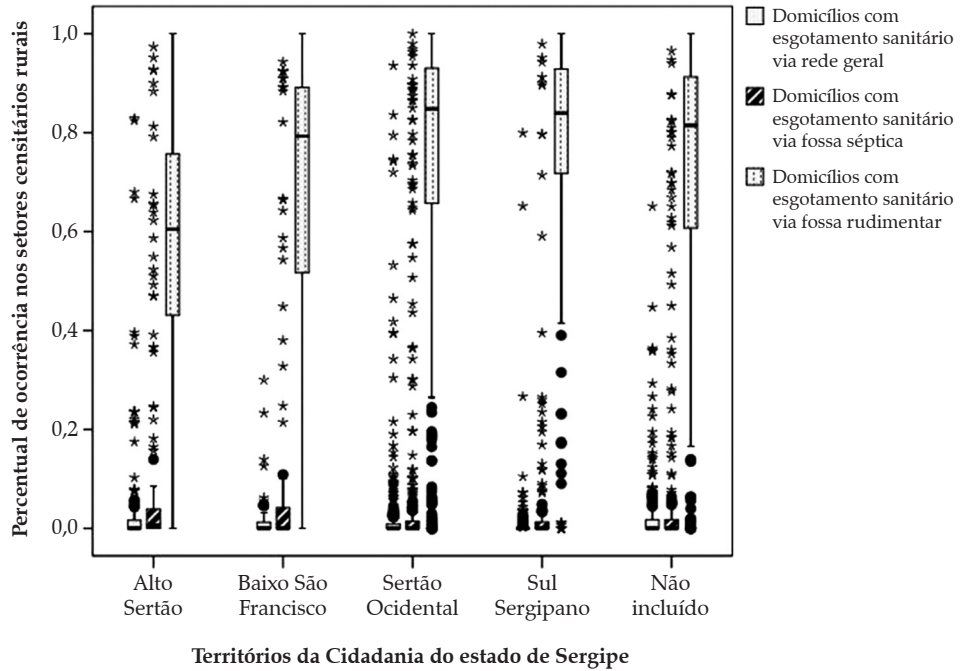 Percentual de ocorrência nos setores censitários rurais
1,0
0,8
0,6
0,4
0,2
0,0
Alto
Sertão
Baixo São
Francisco
Sertão
Ocidental
Sul
Sergipano
Não
incluído
Territórios da Cidadania do estado de Sergipe
Domicílios com
esgotamento sanitário
via rede geral
Domicílios com
esgotamento sanitário
via fossa séptica
Domicílios com
esgotamento sanitário
via fossa rudimentar